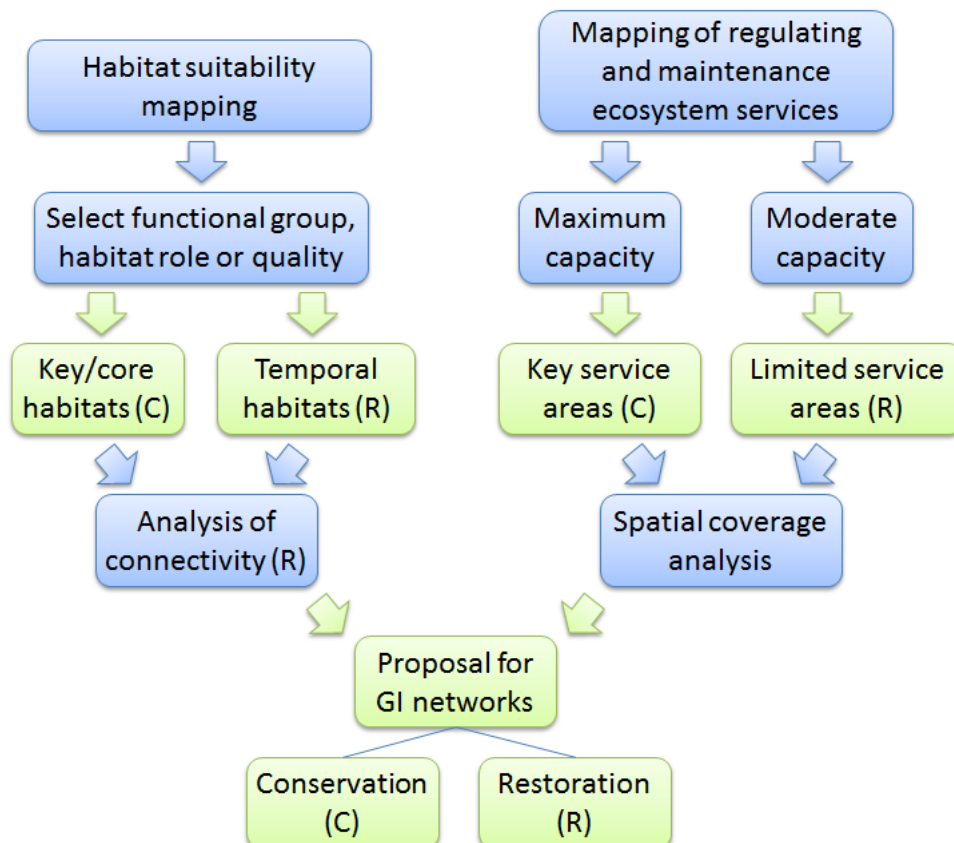 Habitat suitability
mapping
Mapping of regulating
and maintenance
ecosystem services
Select functional group,
habitat role or quality
Maximum
capacity
Moderate
capacity
Key/core
habitats (C)
Temporal
habitats (R)
Key service
areas (C)
Limited service
areas (R)
Analysis of
connectivity (R)
Spatial coverage
analysis
Proposal for
GI networks
Conservation
(C)
Restoration
(R)